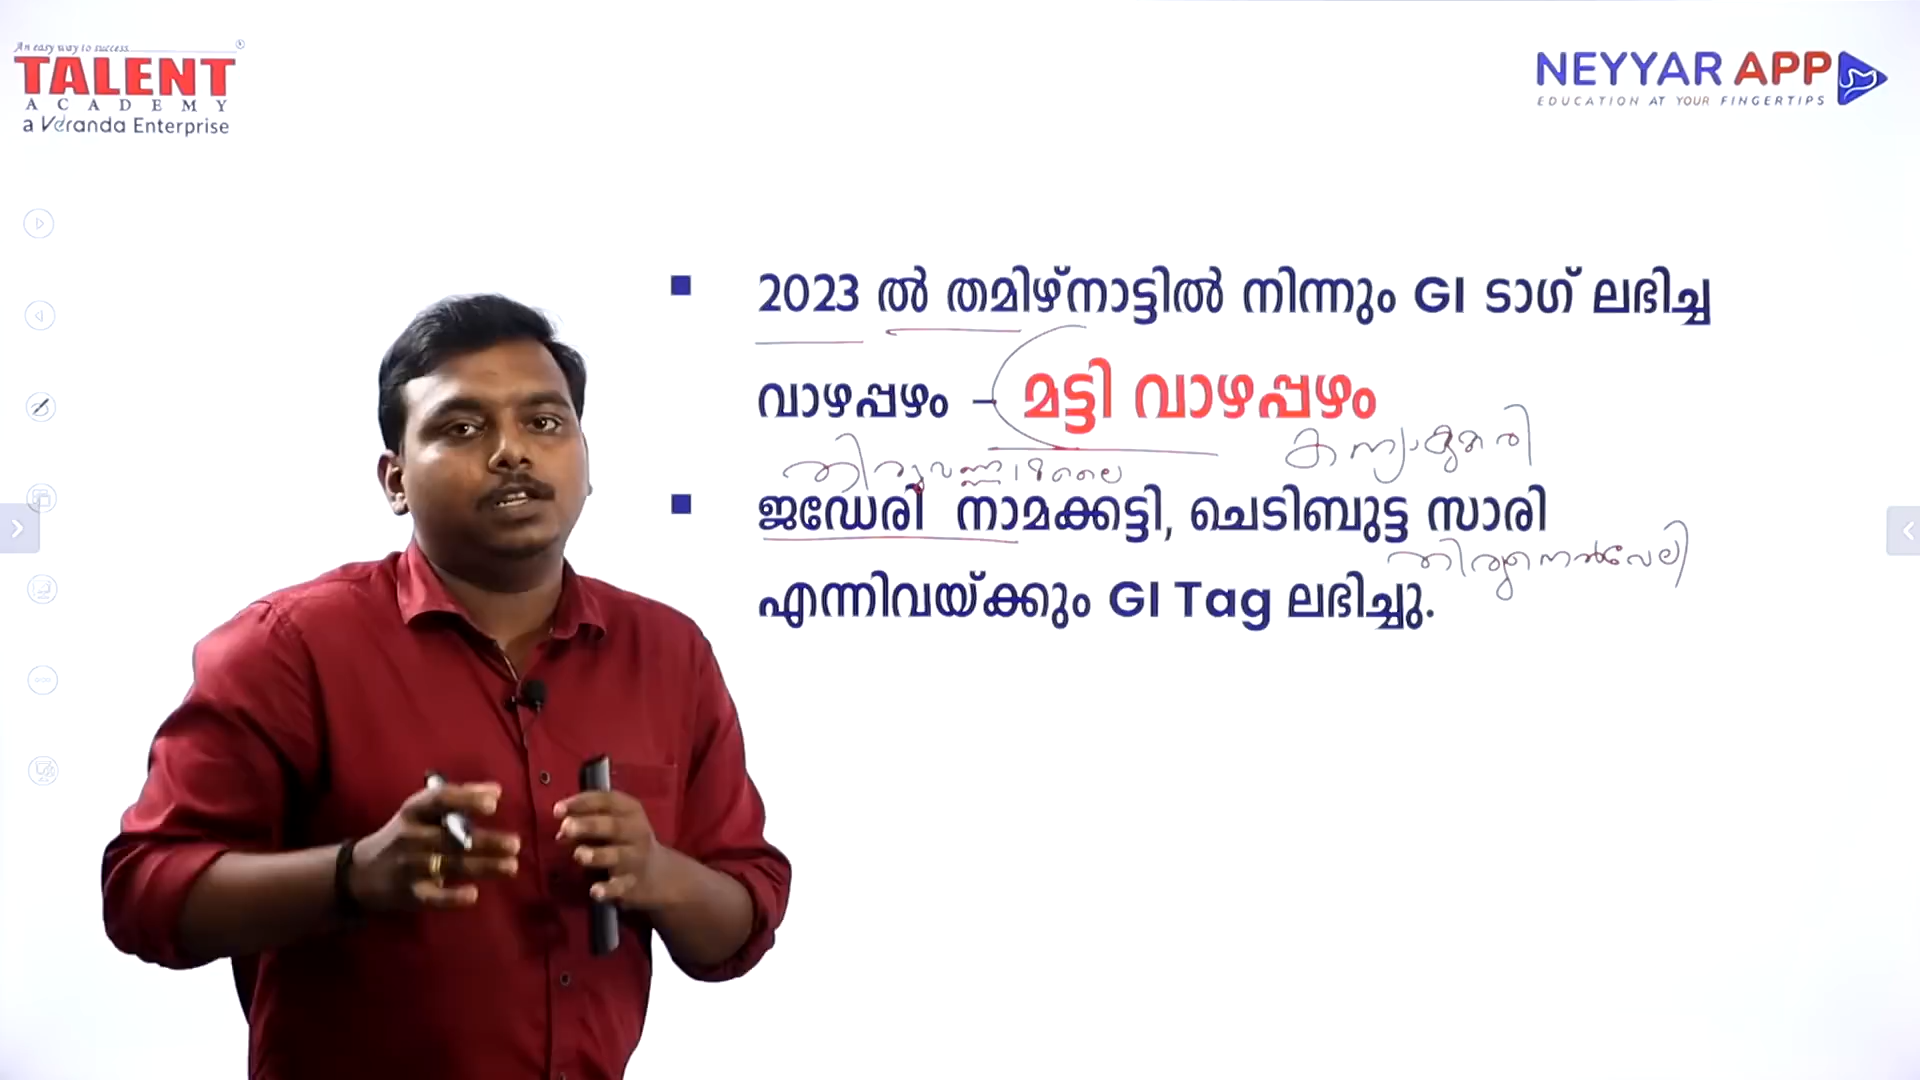 An easy way to success
TALENT
ACADEMY
a Veranda Enterprise
NEYYAR APP
EDUCATION AT YOUR FINGERTIPS
2023 ൽ തമിഴ്നാട്ടിൽ നിന്നും GI ടാഗ് ലഭിച്ച
വാഴപ്പഴം – മട്ടി വാഴപ്പഴം
കന്യാകുമാരി
തിരുവണ്ണാമലൈ
ജഡേരി നാമക്കട്ടി, ചെടിബുട്ട സാരി
തിരുനെൽവേലി
എന്നിവയ്ക്കും GI Tag ലഭിച്ചു.